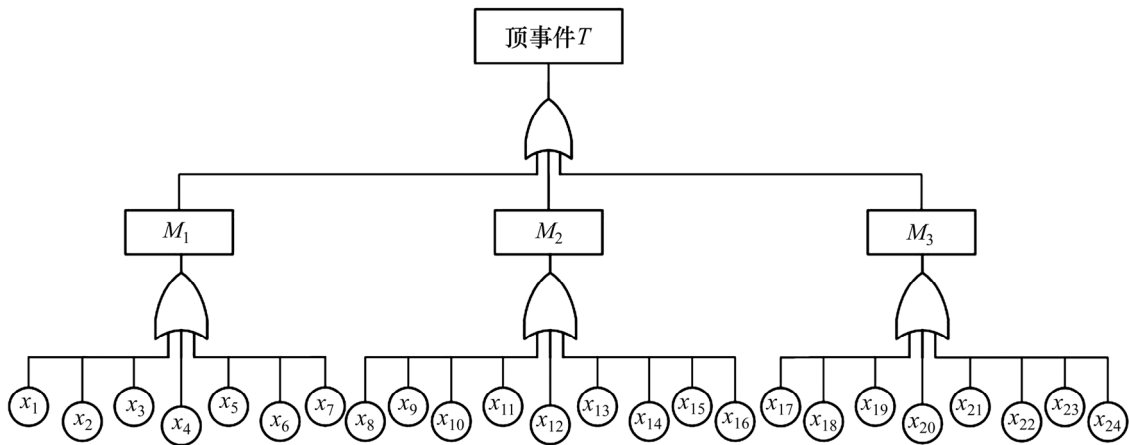 顶事件T
M₁ M₂ M₃
x₁ x₂ x₃ x₄ x₅ x₆ x₇ x₈ x₉ x₁₀ x₁₁ x₁₂ x₁₃ x₁₄ x₁₅ x₁₆ x₁₇ x₁₈ x₁₉ x₂₀ x₂₁ x₂₂ x₂₃ x₂₄